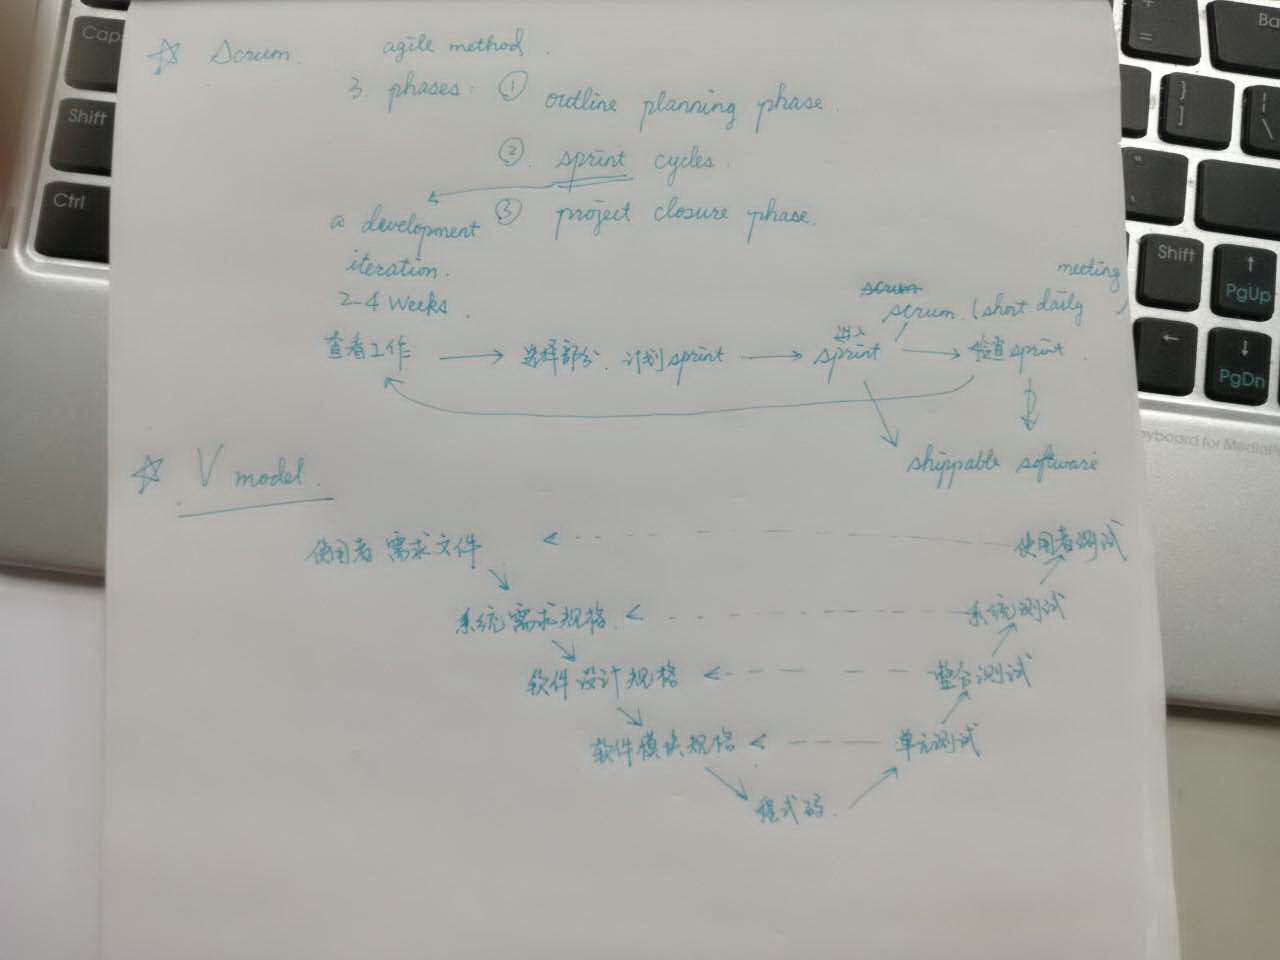 ☆ Scrum. agile method.
3 phases: ① outline planning phase.
② sprint cycles.
③ project closure phase.
a development
iteration.
2-4 weeks.
scrum
scrum. (short daily meeting)
查看工作 → 选择部分. 计划sprint → 进入sprint → 检查sprint.
shippable software
☆ V model.
使用者需求文件 使用者测试
系统需求规格. 系统测试
软件设计规格 整合测试
软件模块规格 单元测试
程式码.
Caps
Shift
Ctrl
+
=
Ba
}
]
|
\
"
'
Shift
↑
PgUp
←
↓
PgDn
eyboard for MediaP